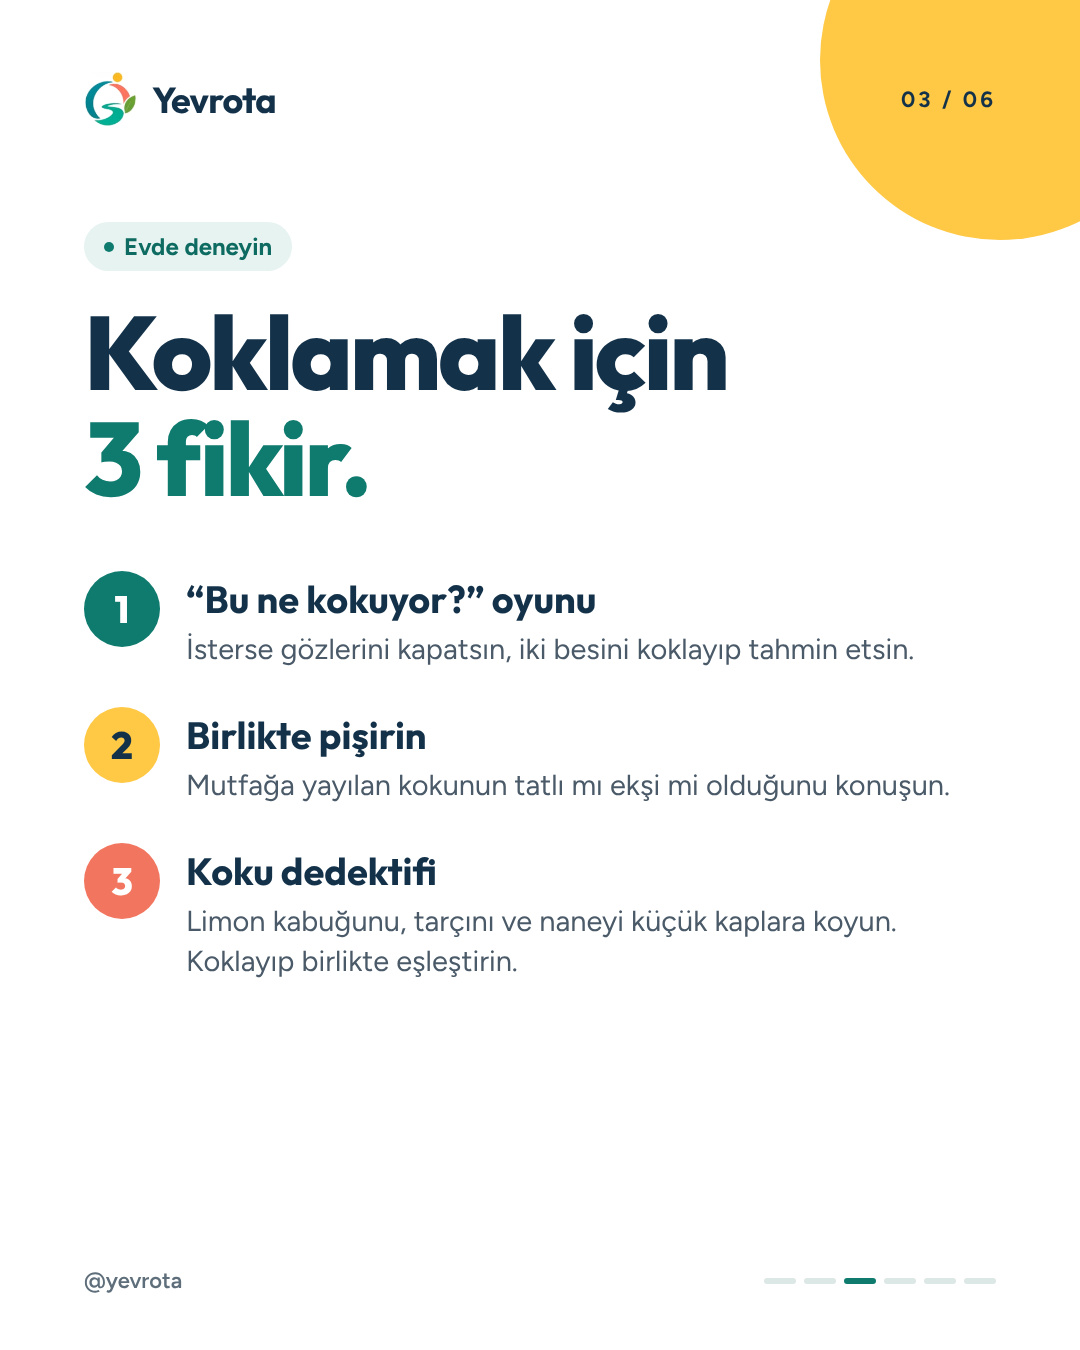 Yevrota
03 / 06
Evde deneyin
Koklamak için
3 fikir.
1
“Bu ne kokuyor?” oyunu
İsterse gözlerini kapatsın, iki besini koklayıp tahmin etsin.
2
Birlikte pişirin
Mutfağa yayılan kokunun tatlı mı ekşi mi olduğunu konuşun.
3
Koku dedektifi
Limon kabuğunu, tarçını ve naneyi küçük kaplara koyun.
Koklayıp birlikte eşleştirin.
@yevrota